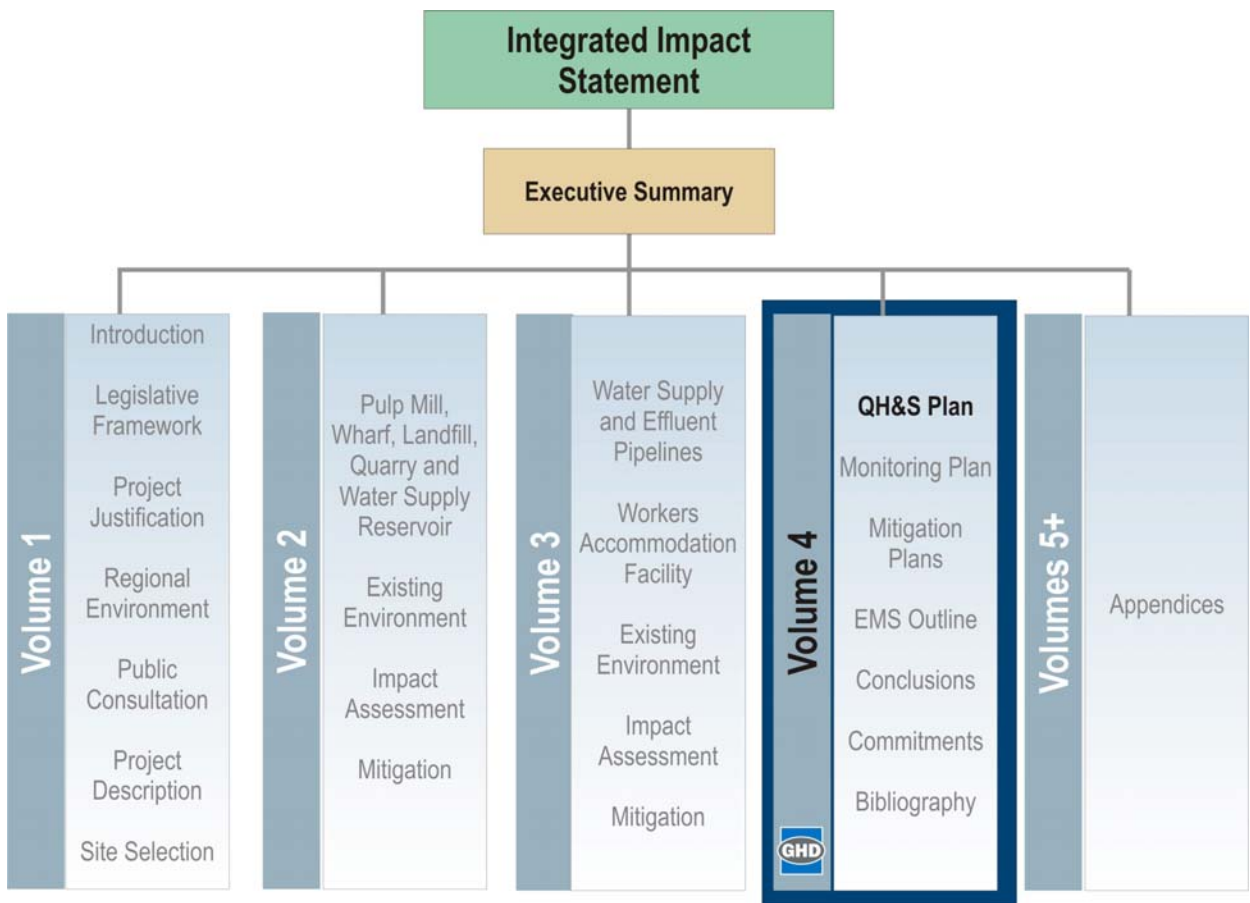 Integrated Impact
Statement
Executive Summary
Volume 1
Introduction
Legislative
Framework
Project
Justification
Regional
Environment
Public
Consultation
Project
Description
Site Selection
Volume 2
Pulp Mill,
Wharf, Landfill,
Quarry and
Water Supply
Reservoir
Existing
Environment
Impact
Assessment
Mitigation
Volume 3
Water Supply
and Effluent
Pipelines
Workers
Accommodation
Facility
Existing
Environment
Impact
Assessment
Mitigation
Volume 4
GHD
QH&S Plan
Monitoring Plan
Mitigation
Plans
EMS Outline
Conclusions
Commitments
Bibliography
Volumes 5+
Appendices